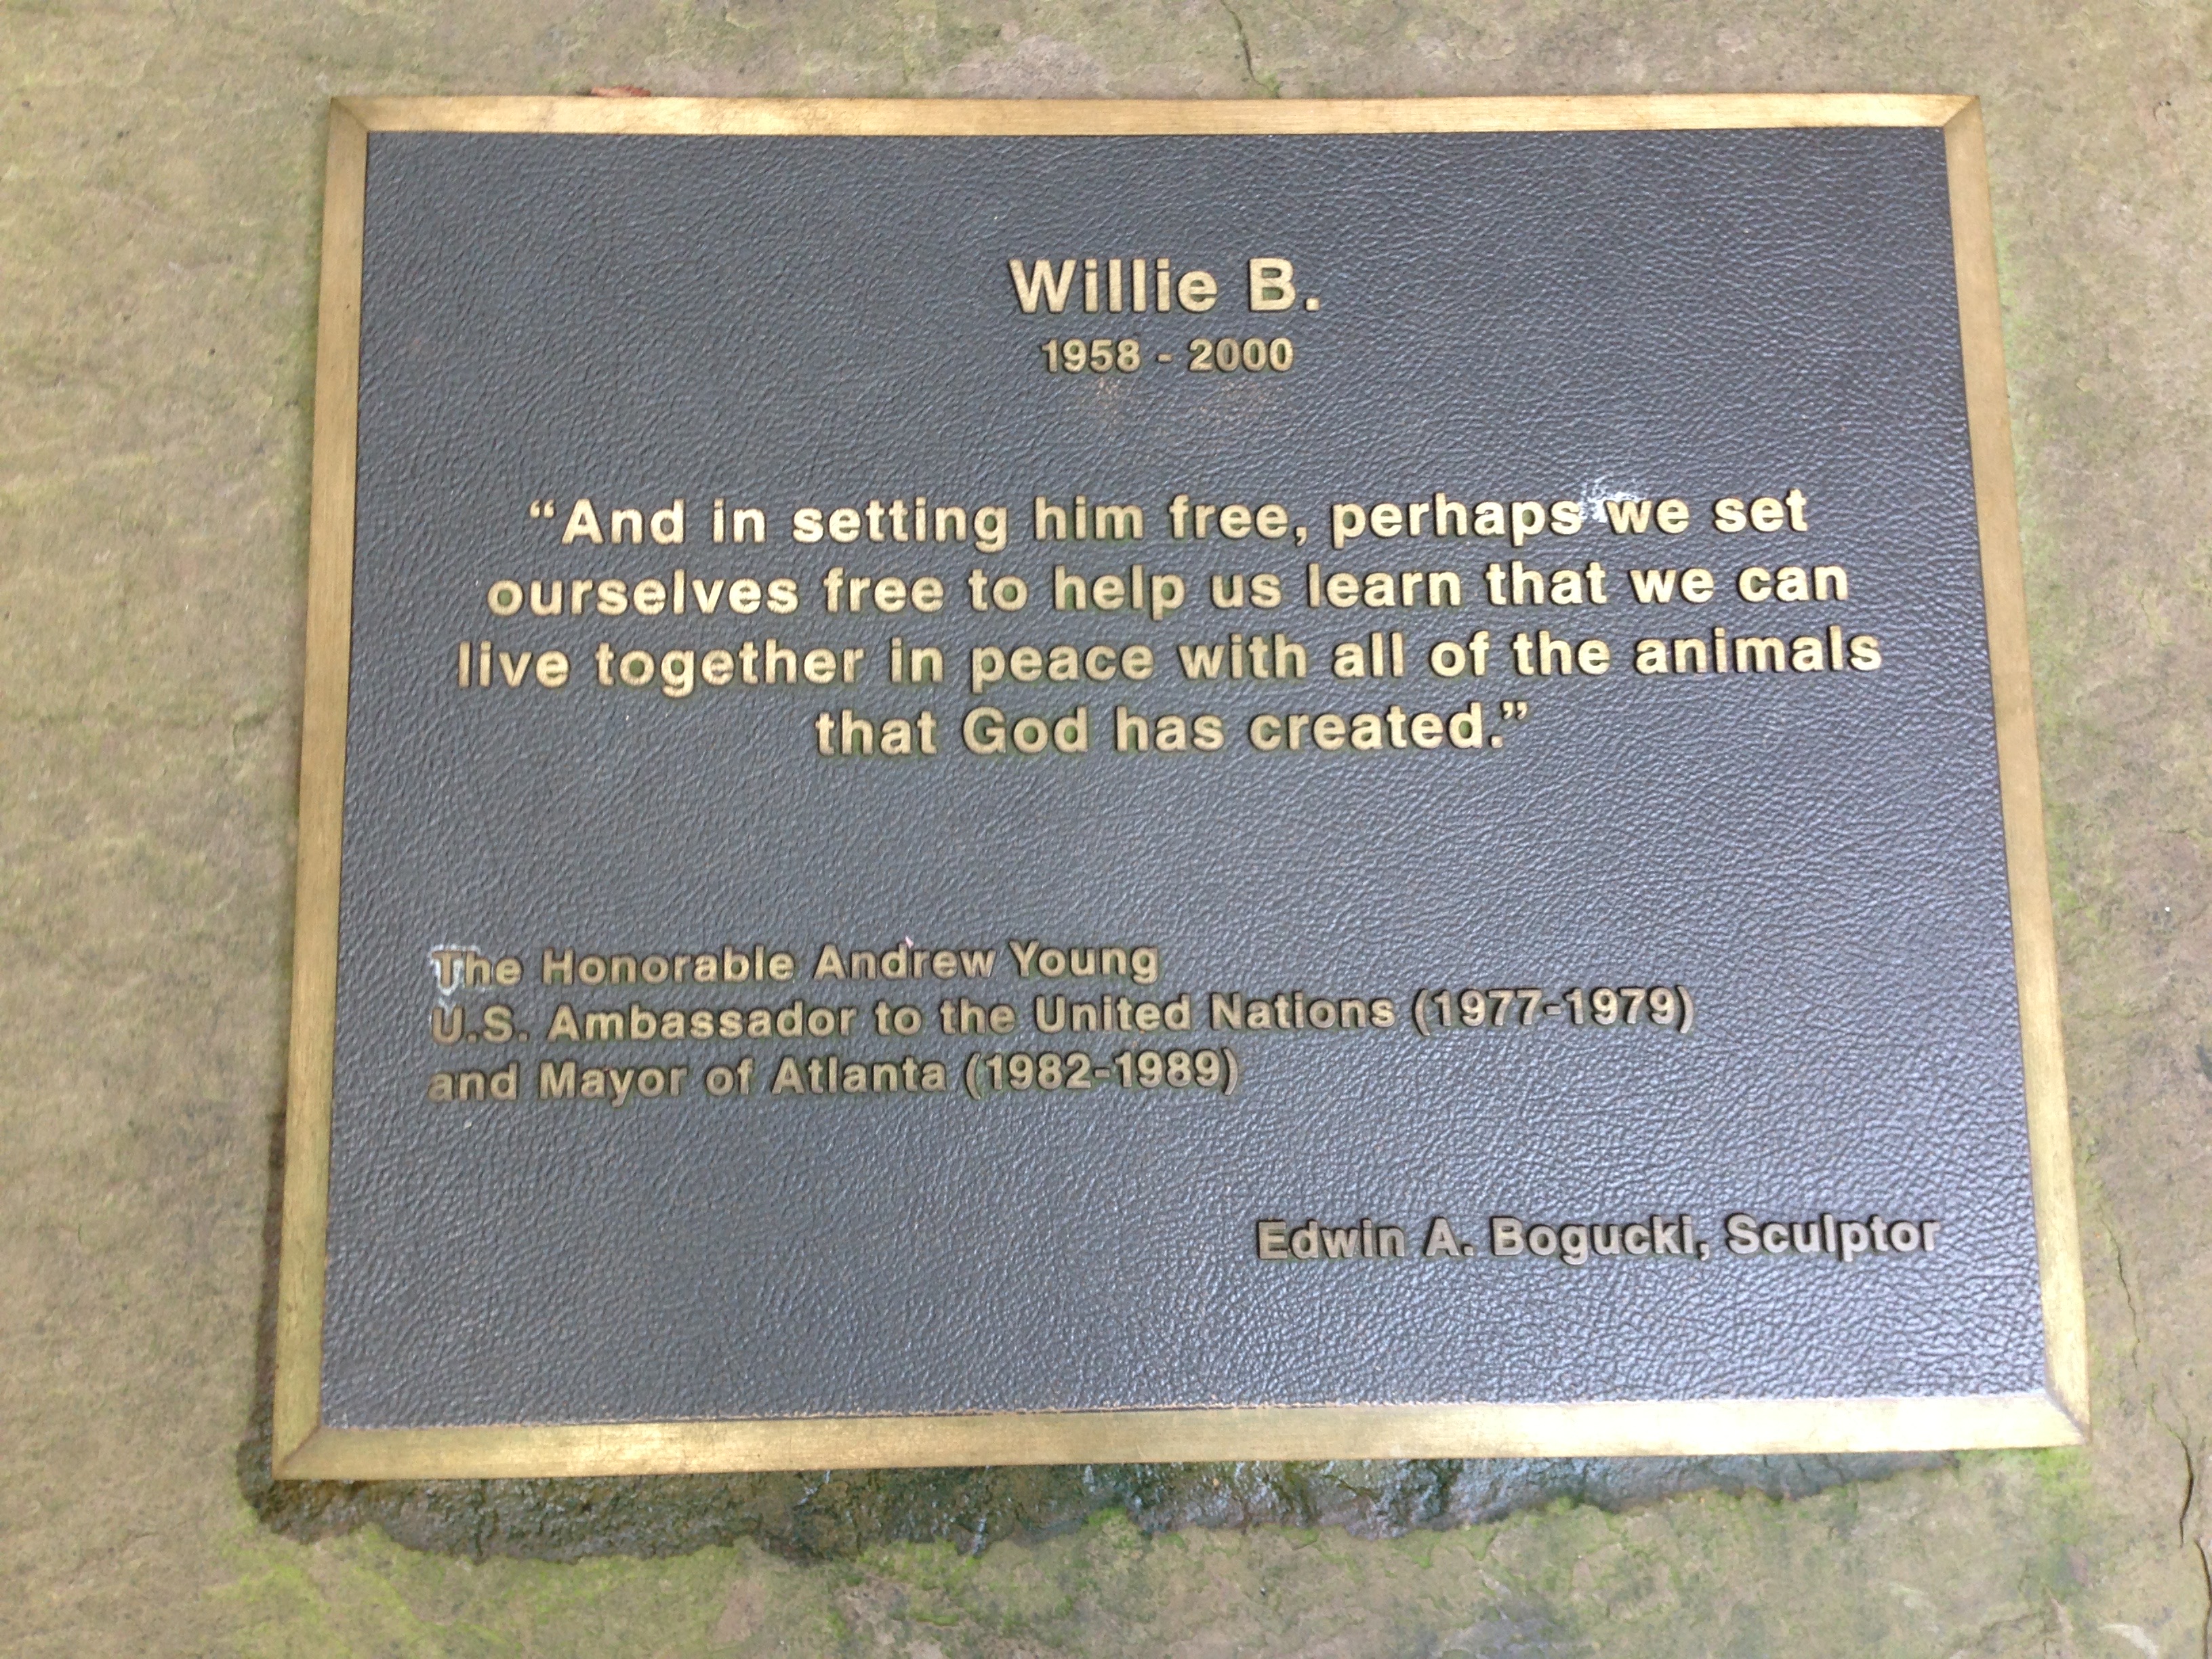 Willie B.
1958 - 2000
“And in setting him free, perhaps we set
ourselves free to help us learn that we can
live together in peace with all of the animals
that God has created.”
The Honorable Andrew Young
U.S. Ambassador to the United Nations (1977-1979)
and Mayor of Atlanta (1982-1989)
Edwin A. Bogucki, Sculptor